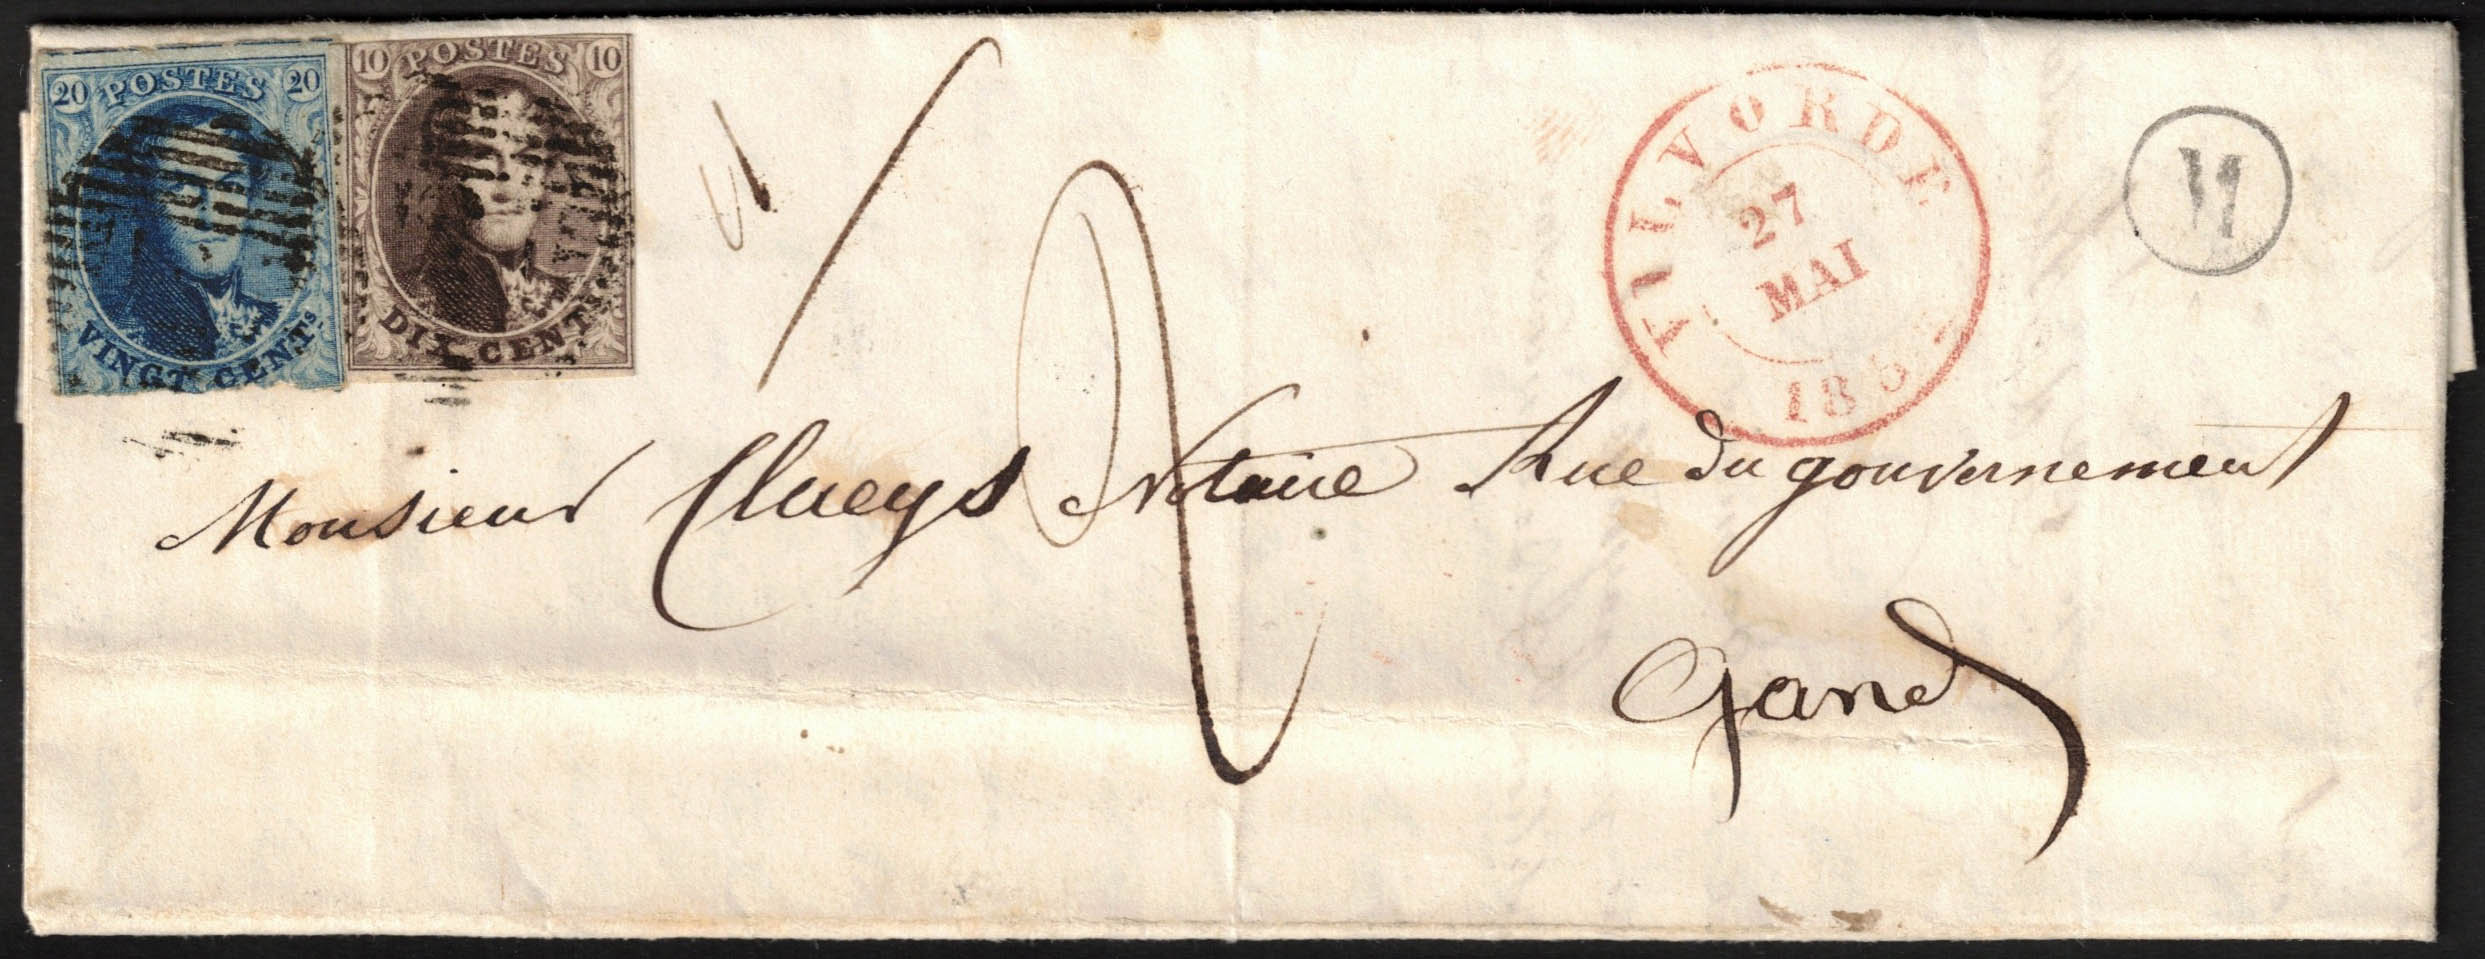 20 POSTES 20
VINGT CENTS
10 POSTES 10
DIX CENTS
VILVORDE
27
MAI
185
Monsieur Claeys Notaire Rue du gouvernement
Gand